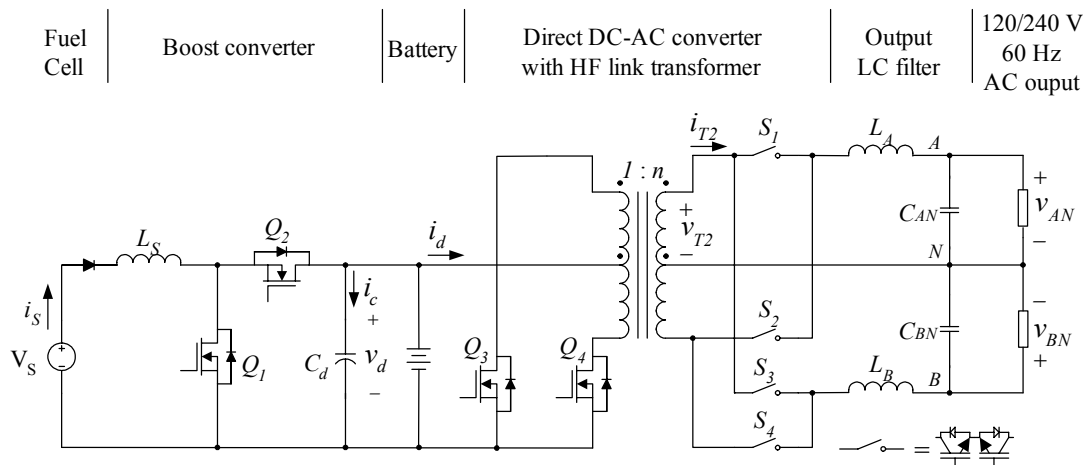 Fuel Cell
Boost converter
Battery
Direct DC-AC converter
with HF link transformer
Output
LC filter
120/240 V
60 Hz
AC ouput
i_T2
S_1
L_A
A
1 : n
+
v_T2
−
C_AN
+
v_AN
−
L_S
Q_2
i_d
N
i_S
i_c
S_2
C_BN
−
v_BN
+
V_S
+
−
Q_1
C_d
+
v_d
−
Q_3
Q_4
S_3
L_B
B
S_4
=